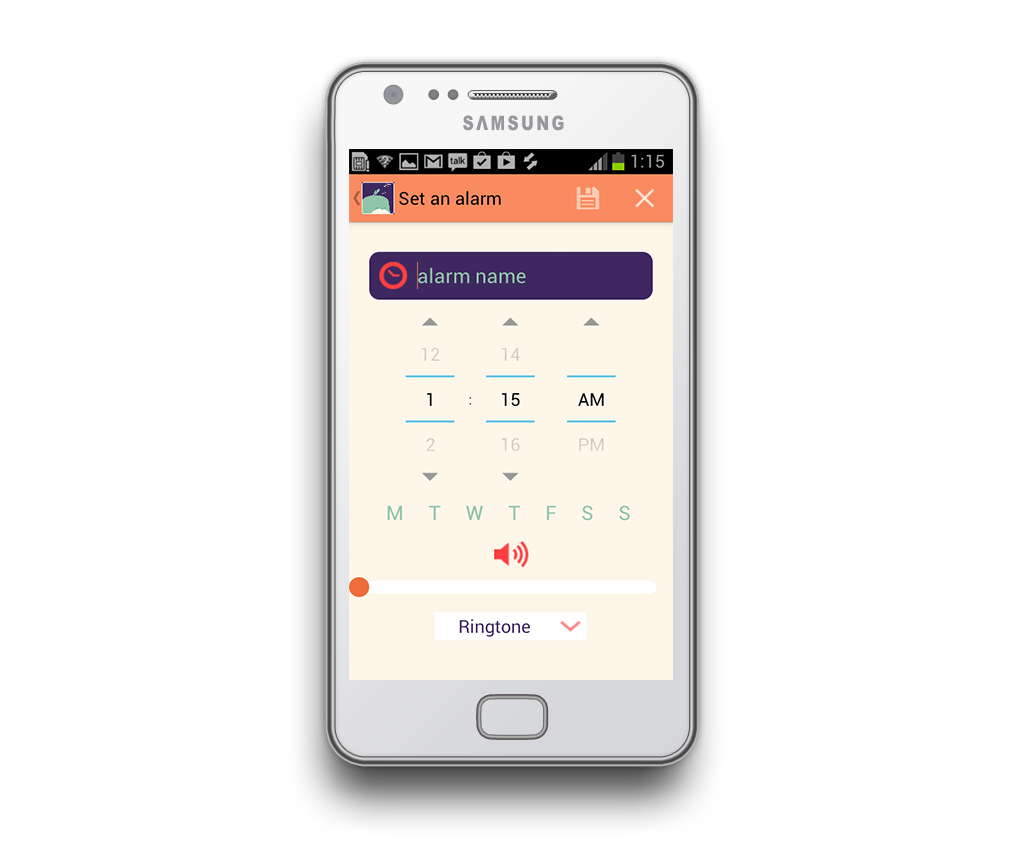 SAMSUNG
talk 1:15
Set an alarm
alarm name
12 14
1 : 15 AM
2 16 PM
M T W T F S S
Ringtone